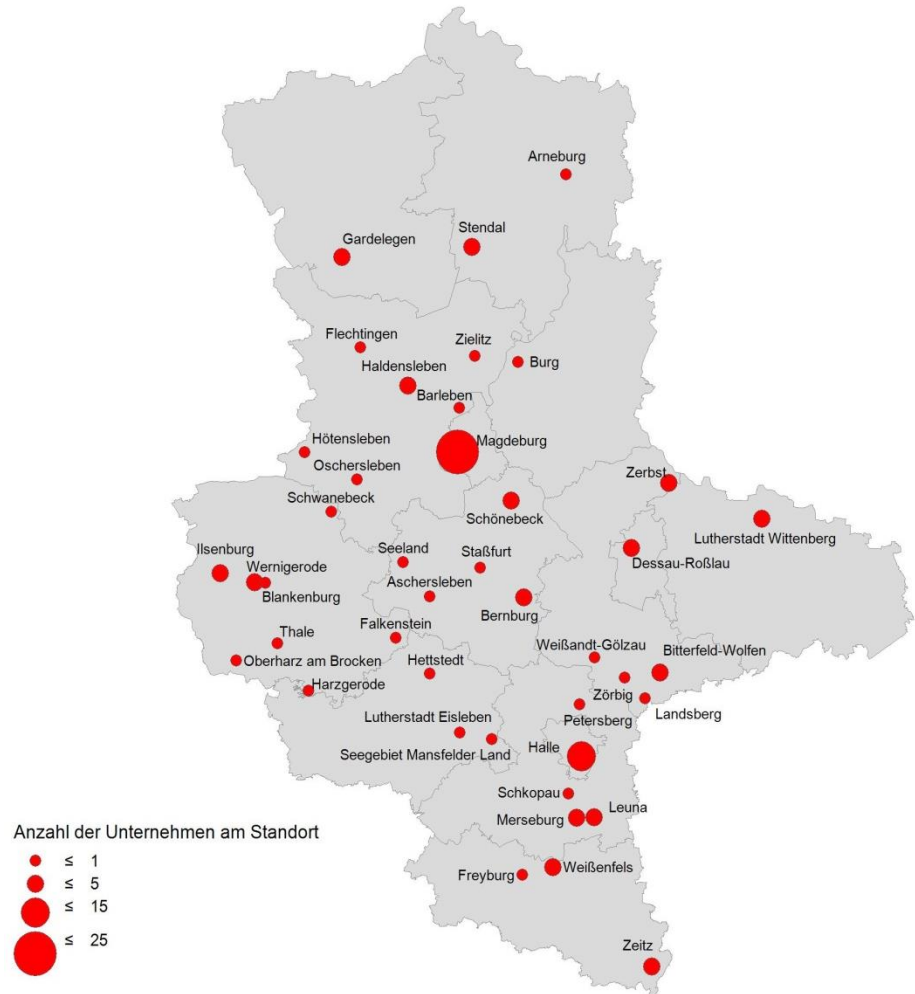 Arneburg
Stendal
Gardelegen
Flechtingen
Zielitz
Burg
Haldensleben
Barleben
Magdeburg
Hötensleben
Oschersleben
Zerbst
Schwanebeck
Schönebeck
Lutherstadt Wittenberg
Ilsenburg
Seeland
Staßfurt
Dessau-Roßlau
Wernigerode
Aschersleben
Blankenburg
Bernburg
Thale
Falkenstein
Weißandt-Gölzau
Bitterfeld-Wolfen
Oberharz am Brocken
Hettstedt
Harzgerode
Zörbig
Landsberg
Petersberg
Lutherstadt Eisleben
Halle
Seegebiet Mansfelder Land
Schkopau
Leuna
Merseburg
Weißenfels
Freyburg
Zeitz
Anzahl der Unternehmen am Standort
≤ 1
≤ 5
≤ 15
≤ 25